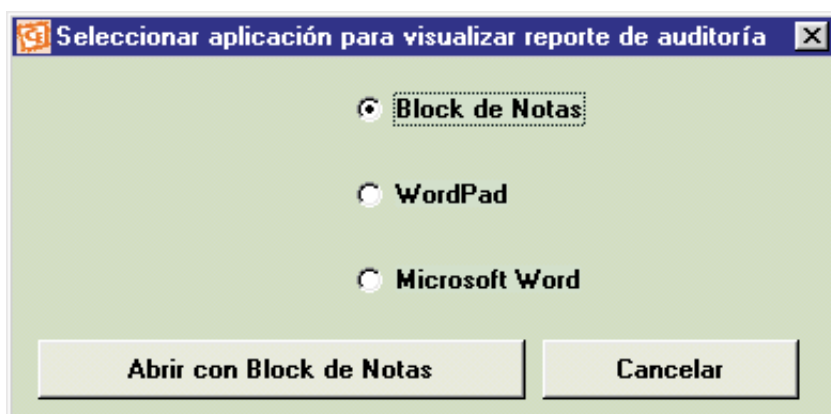 Seleccionar aplicación para visualizar reporte de auditoría
Block de Notas
WordPad
Microsoft Word
Abrir con Block de Notas
Cancelar